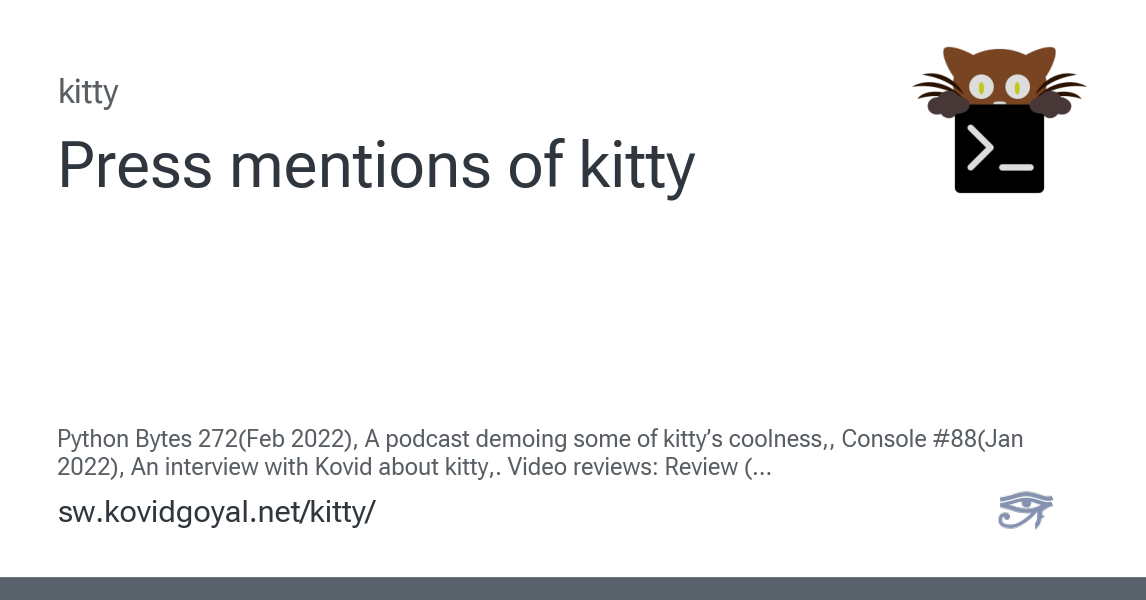 kitty
Press mentions of kitty
>_
Python Bytes 272(Feb 2022), A podcast demoing some of kitty’s coolness,, Console #88(Jan
2022), An interview with Kovid about kitty,. Video reviews: Review (...
sw.kovidgoyal.net/kitty/